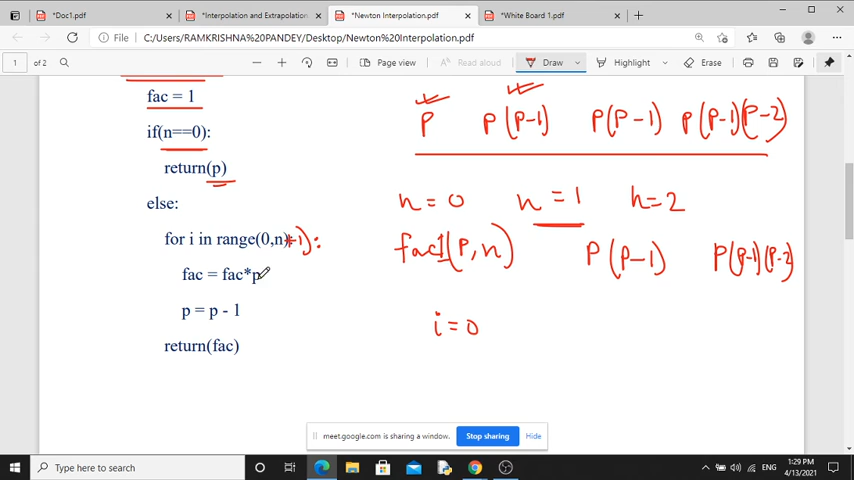 *Doc1.pdf
*Interpolation and Extrapolation
*Newton Interpolation.pdf
*White Board 1.pdf
File
C:/Users/RAMKRISHNA%20PANDEY/Desktop/Newton%20Interpolation.pdf
1 of 2
Page view
Read aloud
Draw
Highlight
Erase
fac = 1
if(n==0):
return(p)
else:
for i in range(0,n)+1):
fac = fac*p
p = p - 1
return(fac)
P P(P-1) P(P-1) P(P-1)(P-2)
n = 0 n = 1 n = 2
fac1(P, n) P(P-1) P(P-1)(P-2)
i = 0
meet.google.com is sharing a window.
Stop sharing
Hide
Type here to search
ENG
1:29 PM
4/13/2021